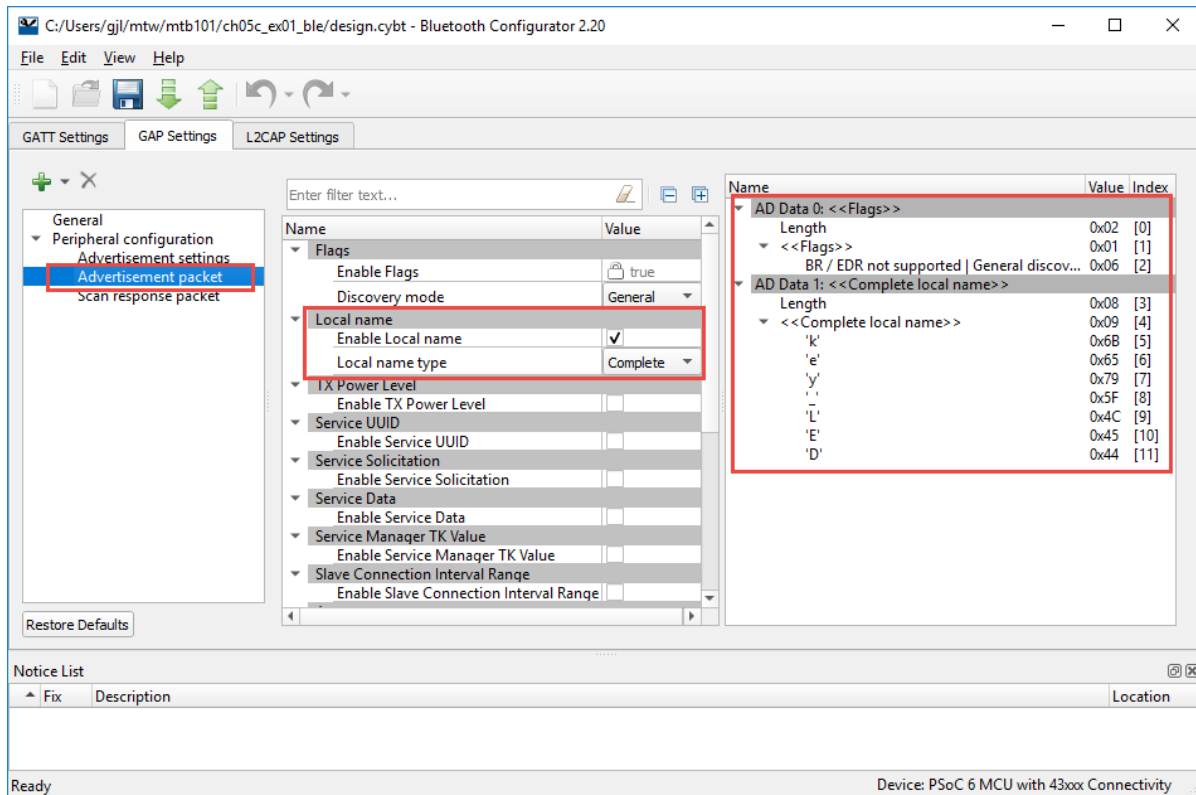 C:/Users/gjl/mtw/mtb101/ch05c_ex01_ble/design.cybt - Bluetooth Configurator 2.20
File Edit View Help
GATT Settings GAP Settings L2CAP Settings
General
Peripheral configuration
Advertisement settings
Advertisement packet
Scan response packet
Restore Defaults
Enter filter text...
Name Value
Flags
Enable Flags true
Discovery mode General
Local name
Enable Local name
Local name type Complete
TX Power Level
Enable TX Power Level
Service UUID
Enable Service UUID
Service Solicitation
Enable Service Solicitation
Service Data
Enable Service Data
Service Manager TK Value
Enable Service Manager TK Value
Slave Connection Interval Range
Enable Slave Connection Interval Range
Name Value Index
AD Data 0: <<Flags>>
Length 0x02 [0]
<<Flags>> 0x01 [1]
BR / EDR not supported | General discov... 0x06 [2]
AD Data 1: <<Complete local name>>
Length 0x08 [3]
<<Complete local name>> 0x09 [4]
'k' 0x6B [5]
'e' 0x65 [6]
'y' 0x79 [7]
'_' 0x5F [8]
'L' 0x4C [9]
'E' 0x45 [10]
'D' 0x44 [11]
Notice List
Fix Description Location
Ready Device: PSoC 6 MCU with 43xxx Connectivity